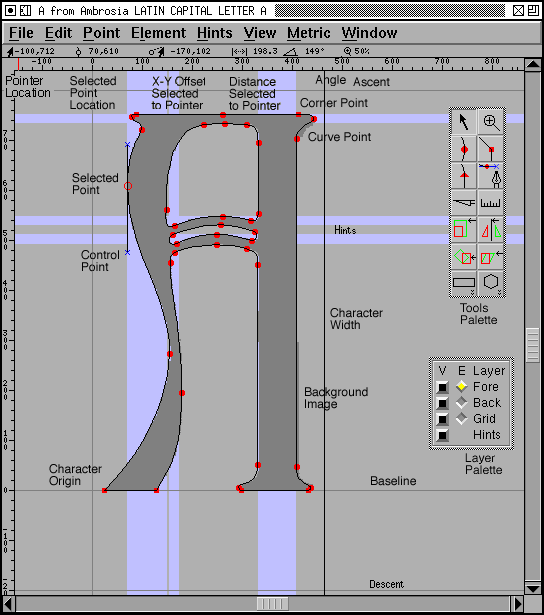 A from Ambrosia LATIN CAPITAL LETTER A
File Edit Point Element Hints View Metric Window
-100,712 70,610 -170,102 198.3 149° 50%
-100 0 100 200 300 400 500 600 700 800
Pointer
Location
Selected
Point
Location
X-Y Offset
Selected
to Pointer
Distance
Selected
to Pointer
Angle
Ascent
Corner Point
Curve Point
Selected
Point
Control
Point
Hints
Character
Width
Background
Image
Tools
Palette
V E Layer
Fore
Back
Grid
Hints
Layer
Palette
Character
Origin
Baseline
Descent